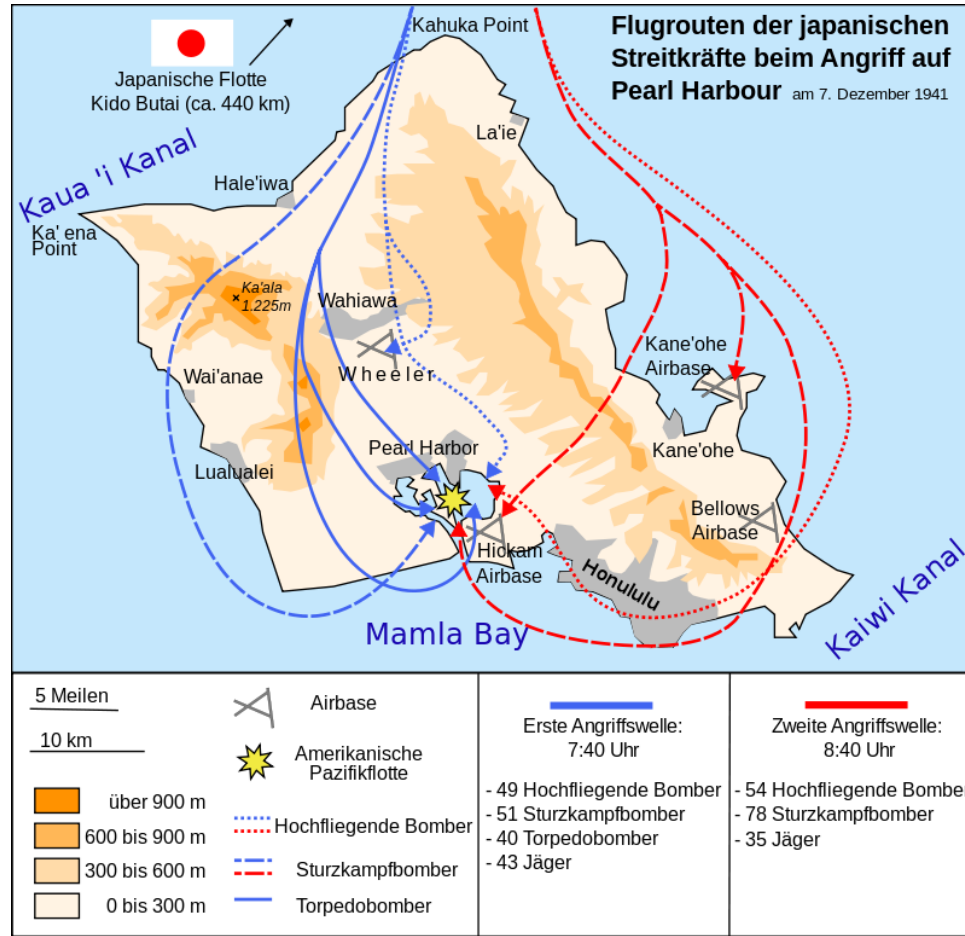 Flugrouten der japanischen
Streitkräfte beim Angriff auf
Pearl Harbour am 7. Dezember 1941
Japanische Flotte
Kido Butai (ca. 440 km)
Kahuka Point
La'ie
Kaua 'i Kanal
Hale'iwa
Ka' ena
Point
Ka'ala
1.225m
Wahiawa
Wheeler
Kane'ohe
Airbase
Wai'anae
Pearl Harbor
Kane'ohe
Lualualei
Bellows
Airbase
Hickam
Airbase
Honululu
Mamla Bay
Kaiwi Kanal
5 Meilen
10 km
über 900 m
600 bis 900 m
300 bis 600 m
0 bis 300 m
Airbase
Amerikanische
Pazifikflotte
Hochfliegende Bomber
Sturzkampfbomber
Torpedobomber
Erste Angriffswelle:
7:40 Uhr
- 49 Hochfliegende Bomber
- 51 Sturzkampfbomber
- 40 Torpedobomber
- 43 Jäger
Zweite Angriffswelle:
8:40 Uhr
- 54 Hochfliegende Bomber
- 78 Sturzkampfbomber
- 35 Jäger